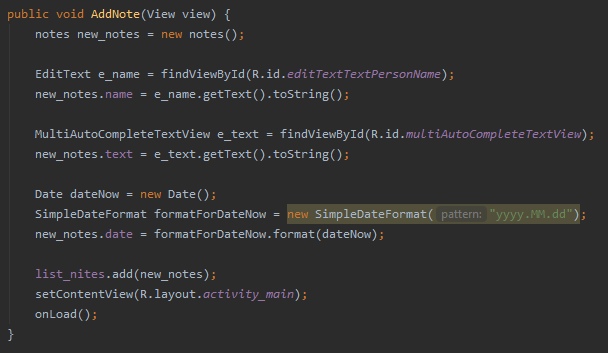 public void AddNote(View view) {
notes new_notes = new notes();
EditText e_name = findViewById(R.id.editTextTextPersonName);
new_notes.name = e_name.getText().toString();
MultiAutoCompleteTextView e_text = findViewById(R.id.multiAutoCompleteTextView);
new_notes.text = e_text.getText().toString();
Date dateNow = new Date();
SimpleDateFormat formatForDateNow = new SimpleDateFormat( pattern: "yyyy.MM.dd");
new_notes.date = formatForDateNow.format(dateNow);
list_nites.add(new_notes);
setContentView(R.layout.activity_main);
onLoad();
}